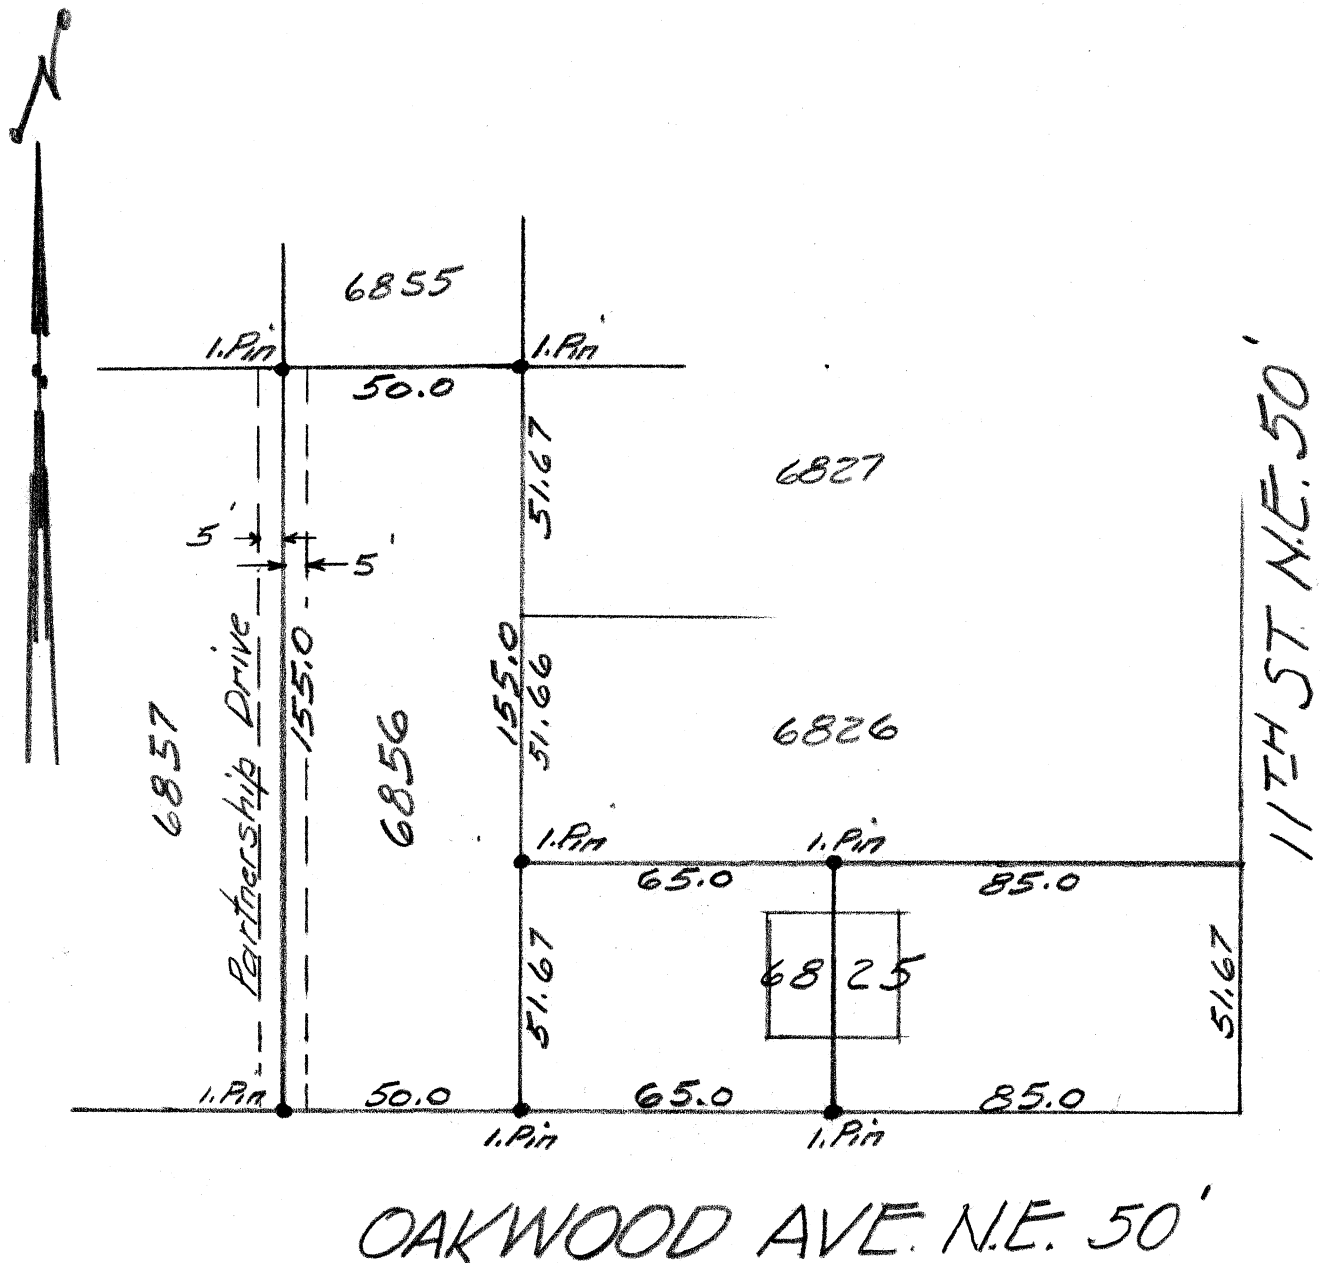 N
6855
1.Pin
1.Pin
50.0
51.67
6827
11TH ST. N.E. 50'
5'
5'
Partnership Drive
155.0
155.0
51.66
6857
6856
6826
1.Pin
1.Pin
65.0
85.0
51.67
6825
51.67
1.Pin
50.0
65.0
85.0
1.Pin
1.Pin
OAKWOOD AVE. N.E. 50'